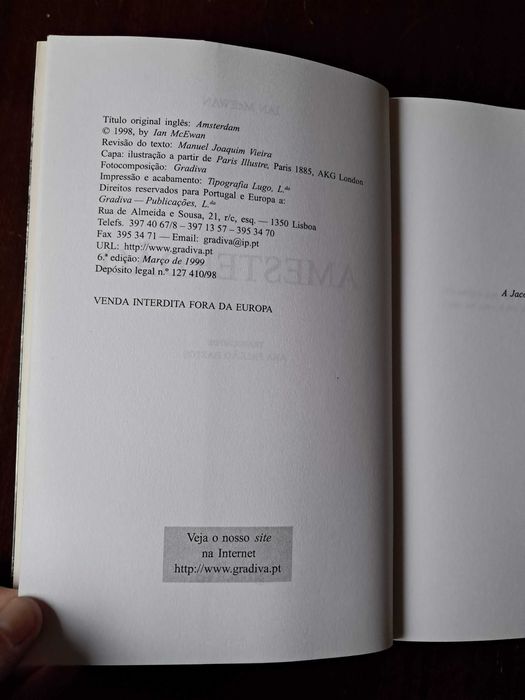 Título original inglês: Amsterdam
© 1998, by Ian McEwan
Revisão do texto: Manuel Joaquim Vieira
Capa: ilustração a partir de Paris Illustre, Paris 1885, AKG London
Fotocomposição: Gradiva
Impressão e acabamento: Tipografia Lugo, L.da
Direitos reservados para Portugal e Europa a:
Gradiva — Publicações, L.da
Rua de Almeida e Sousa, 21, r/c, esq. — 1350 Lisboa
Telefs. 397 40 67/8 – 397 13 57 – 395 34 70
Fax 395 34 71 — Email: gradiva@ip.pt
URL: http://www.gradiva.pt
6.ª edição: Março de 1999
Depósito legal n.º 127 410/98
VENDA INTERDITA FORA DA EUROPA
Veja o nosso site
na Internet
http://www.gradiva.pt
A Jaco